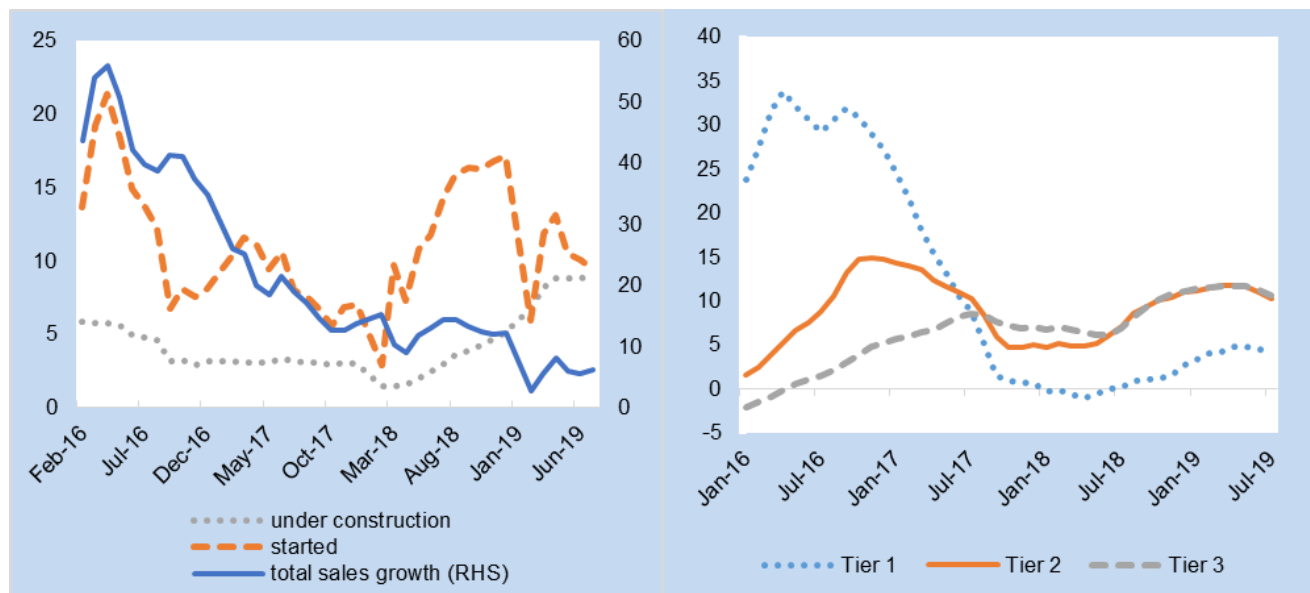 25
20
15
10
5
0
60
50
40
30
20
10
0
Feb-16
Jul-16
Dec-16
May-17
Oct-17
Mar-18
Aug-18
Jan-19
Jun-19
under construction
started
total sales growth (RHS)
40
35
30
25
20
15
10
5
0
-5
Jan-16
Jul-16
Jan-17
Jul-17
Jan-18
Jul-18
Jan-19
Jul-19
Tier 1 Tier 2 Tier 3